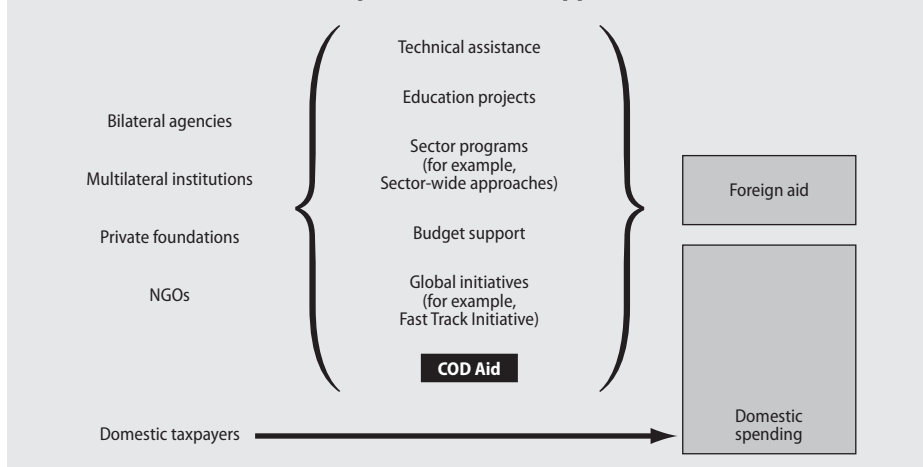 Bilateral agencies
Multilateral institutions
Private foundations
NGOs
Technical assistance
Education projects
Sector programs
(for example,
Sector-wide approaches)
Budget support
Global initiatives
(for example,
Fast Track Initiative)
COD Aid
Foreign aid
Domestic taxpayers
Domestic
spending